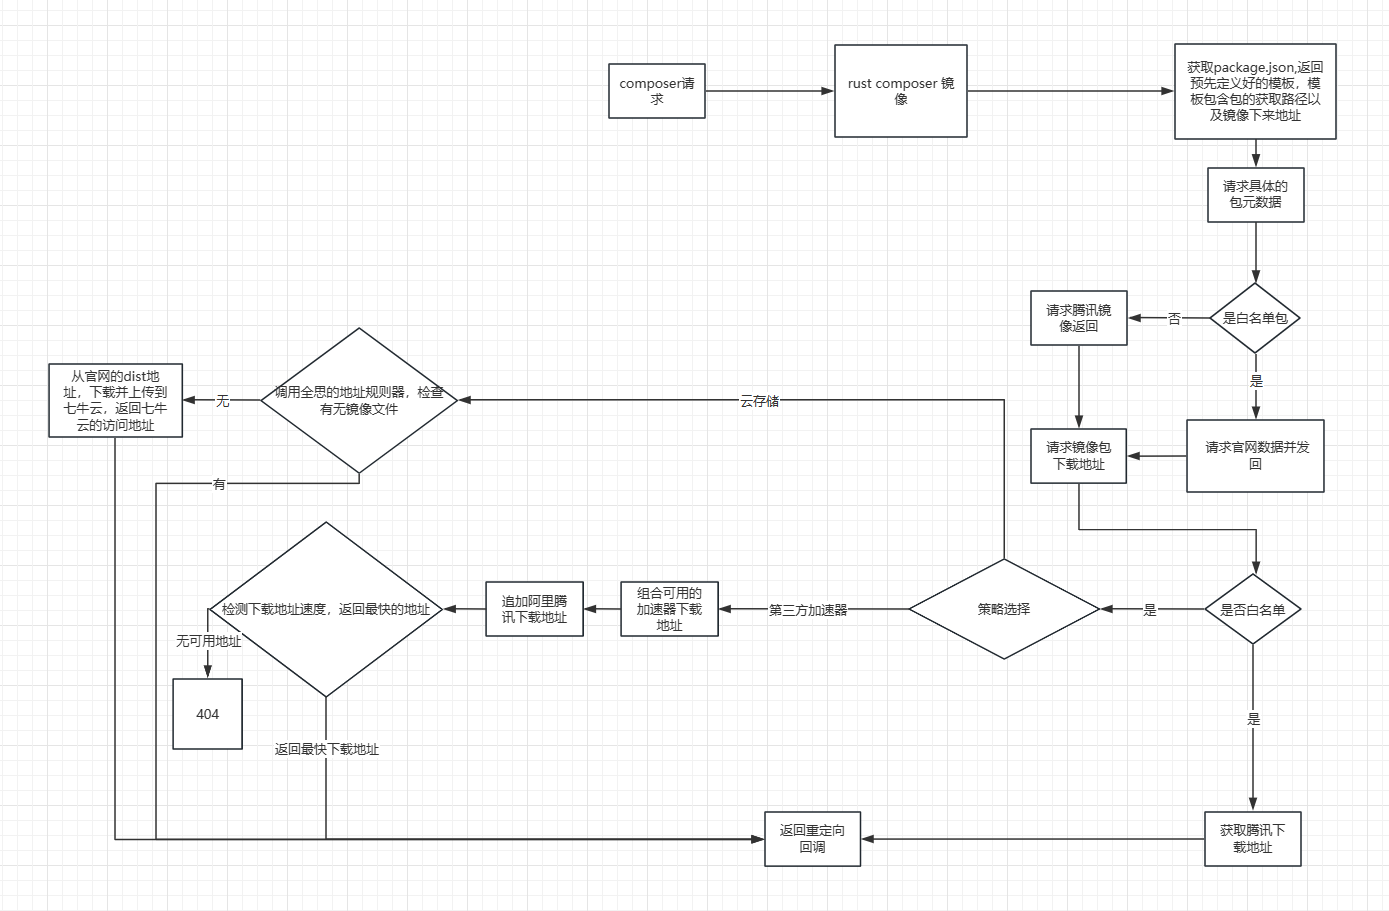 composer请
求
rust composer 镜
像
获取package.json,返回
预先定义好的模板，模
板包含包的获取路径以
及镜像下来地址
请求具体的
包元数据
是白名单包
否
请求腾讯镜
像返回
是
请求官网数据并发
回
请求镜像包
下载地址
云存储
调用全思的地址规则器，检查
有无镜像文件
无
从官网的dist地
址，下载并上传到
七牛云，返回七牛
云的访问地址
有
是否白名单
是
策略选择
第三方加速器
组合可用的
加速器下载
地址
追加阿里腾
讯下载地址
检测下载地址速度，返回最快的地址
无可用地址
404
返回最快下载地址
是
获取腾讯下
载地址
返回重定向
回调